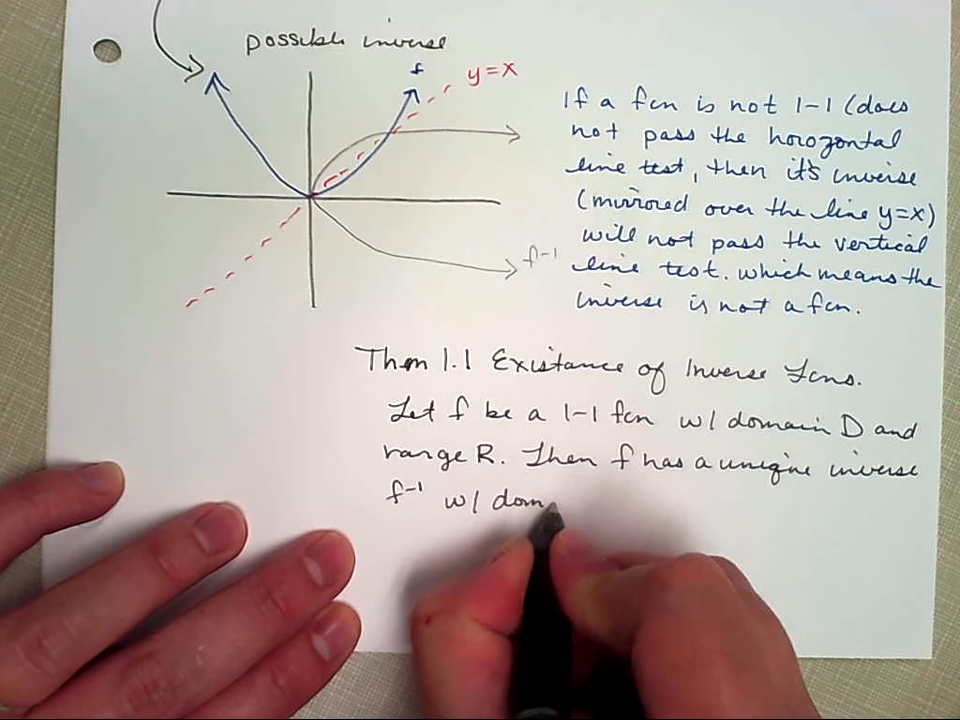 possible inverse
f
y=x
f-1
If a fcn is not 1-1 (does
not pass the horozontal
line test, then it's inverse
(mirrored over the line y=x)
will not pass the vertical
line test. which means the
inverse is not a fcn.
Thm 1.1 Existance of Inverse Fcns.
Let f be a 1-1 fcn w/ domain D and
range R. Then f has a unique inverse
f-1 w/ dom